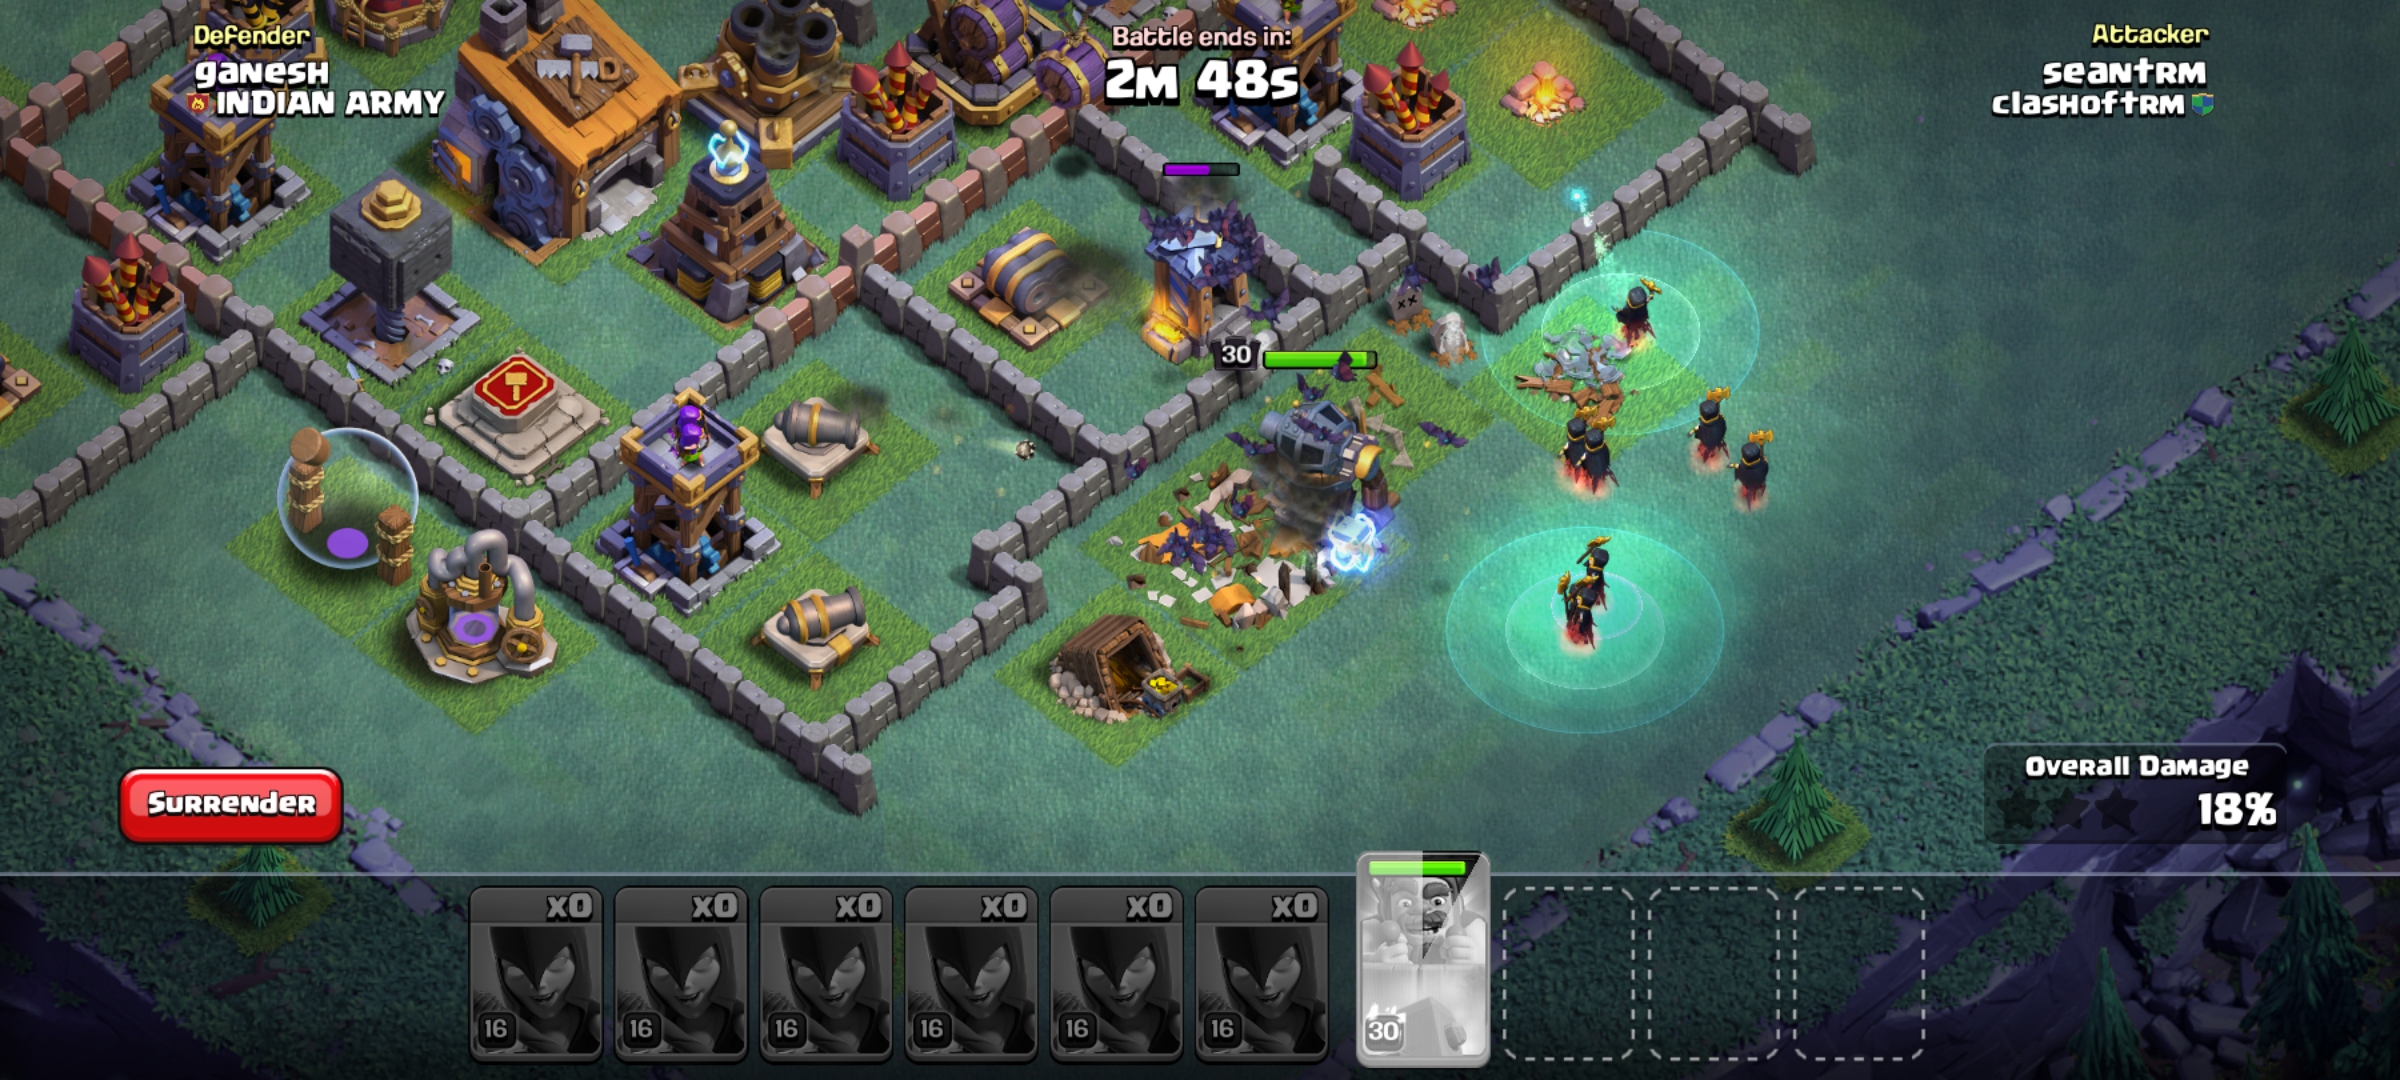 Defender
ganesh
INDIAN ARMY
Battle ends in:
2M 48s
Attacker
seantrm
clashoftrm
30
Surrender
Overall Damage
18%
x0
x0
x0
x0
x0
x0
16
16
16
16
16
16
30